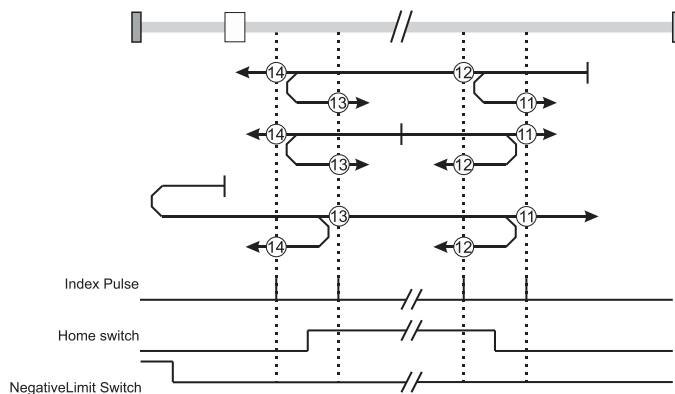 14 12
13 11
14 11
13 12
13 11
14 12
Index Pulse
Home switch
NegativeLimit Switch